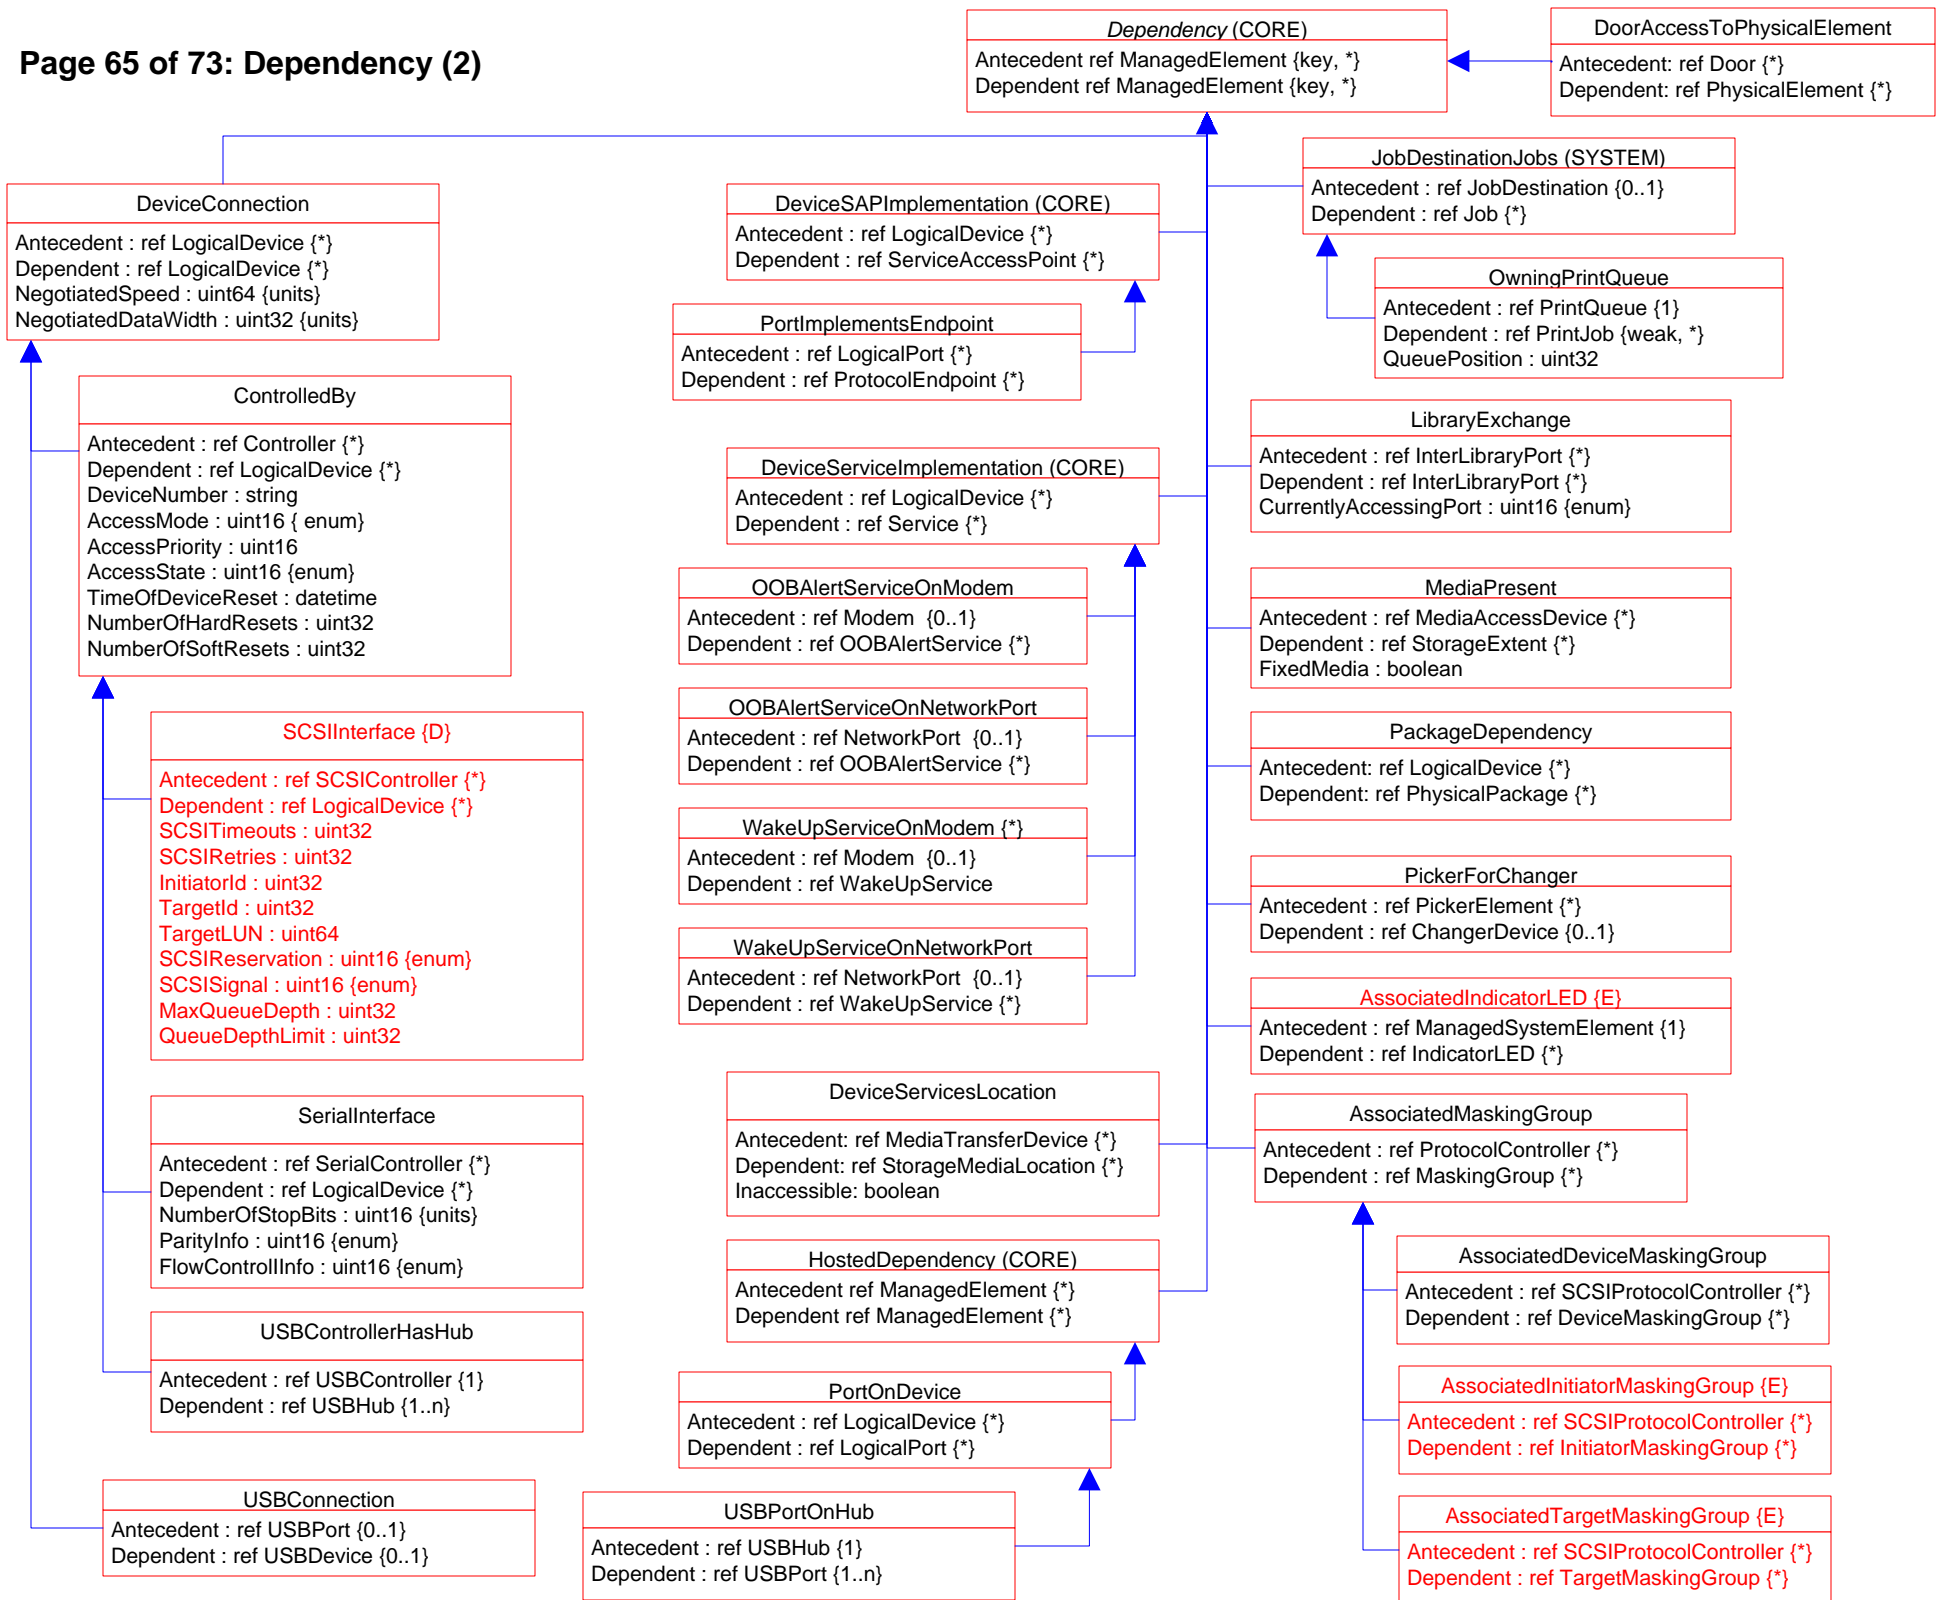 Page 65 of 73: Dependency (2)
Dependency (CORE)
Antecedent ref ManagedElement {key, *}
Dependent ref ManagedElement {key, *}
DoorAccessToPhysicalElement
Antecedent: ref Door {*}
Dependent: ref PhysicalElement {*}
DeviceConnection
Antecedent : ref LogicalDevice {*}
Dependent : ref LogicalDevice {*}
NegotiatedSpeed : uint64 {units}
NegotiatedDataWidth : uint32 {units}
ControlledBy
Antecedent : ref Controller {*}
Dependent : ref LogicalDevice {*}
DeviceNumber : string
AccessMode : uint16 { enum}
AccessPriority : uint16
AccessState : uint16 {enum}
TimeOfDeviceReset : datetime
NumberOfHardResets : uint32
NumberOfSoftResets : uint32
SCSIInterface {D}
Antecedent : ref SCSIController {*}
Dependent : ref LogicalDevice {*}
SCSITimeouts : uint32
SCSIRetries : uint32
InitiatorId : uint32
TargetId : uint32
TargetLUN : uint64
SCSIReservation : uint16 {enum}
SCSISignal : uint16 {enum}
MaxQueueDepth : uint32
QueueDepthLimit : uint32
SerialInterface
Antecedent : ref SerialController {*}
Dependent : ref LogicalDevice {*}
NumberOfStopBits : uint16 {units}
ParityInfo : uint16 {enum}
FlowControlIInfo : uint16 {enum}
USBControllerHasHub
Antecedent : ref USBController {1}
Dependent : ref USBHub {1..n}
USBConnection
Antecedent : ref USBPort {0..1}
Dependent : ref USBDevice {0..1}
DeviceSAPImplementation (CORE)
Antecedent : ref LogicalDevice {*}
Dependent : ref ServiceAccessPoint {*}
PortImplementsEndpoint
Antecedent : ref LogicalPort {*}
Dependent : ref ProtocolEndpoint {*}
DeviceServiceImplementation (CORE)
Antecedent : ref LogicalDevice {*}
Dependent : ref Service {*}
OOBAlertServiceOnModem
Antecedent : ref Modem  {0..1}
Dependent : ref OOBAlertService {*}
OOBAlertServiceOnNetworkPort
Antecedent : ref NetworkPort  {0..1}
Dependent : ref OOBAlertService {*}
WakeUpServiceOnModem {*}
Antecedent : ref Modem  {0..1}
Dependent : ref WakeUpService
WakeUpServiceOnNetworkPort
Antecedent : ref NetworkPort  {0..1}
Dependent : ref WakeUpService {*}
DeviceServicesLocation
Antecedent: ref MediaTransferDevice {*}
Dependent: ref StorageMediaLocation {*}
Inaccessible: boolean
HostedDependency (CORE)
Antecedent ref ManagedElement {*}
Dependent ref ManagedElement {*}
PortOnDevice
Antecedent : ref LogicalDevice {*}
Dependent : ref LogicalPort {*}
USBPortOnHub
Antecedent : ref USBHub {1}
Dependent : ref USBPort {1..n}
JobDestinationJobs (SYSTEM)
Antecedent : ref JobDestination {0..1}
Dependent : ref Job {*}
OwningPrintQueue
Antecedent : ref PrintQueue {1}
Dependent : ref PrintJob {weak, *}
QueuePosition : uint32
LibraryExchange
Antecedent : ref InterLibraryPort {*}
Dependent : ref InterLibraryPort {*}
CurrentlyAccessingPort : uint16 {enum}
MediaPresent
Antecedent : ref MediaAccessDevice {*}
Dependent : ref StorageExtent {*}
FixedMedia : boolean
PackageDependency
Antecedent: ref LogicalDevice {*}
Dependent: ref PhysicalPackage {*}
PickerForChanger
Antecedent : ref PickerElement {*}
Dependent : ref ChangerDevice {0..1}
AssociatedIndicatorLED {E}
Antecedent : ref ManagedSystemElement {1}
Dependent : ref IndicatorLED {*}
AssociatedMaskingGroup
Antecedent : ref ProtocolController {*}
Dependent : ref MaskingGroup {*}
AssociatedDeviceMaskingGroup
Antecedent : ref SCSIProtocolController {*}
Dependent : ref DeviceMaskingGroup {*}
AssociatedInitiatorMaskingGroup {E}
Antecedent : ref SCSIProtocolController {*}
Dependent : ref InitiatorMaskingGroup {*}
AssociatedTargetMaskingGroup {E}
Antecedent : ref SCSIProtocolController {*}
Dependent : ref TargetMaskingGroup {*}